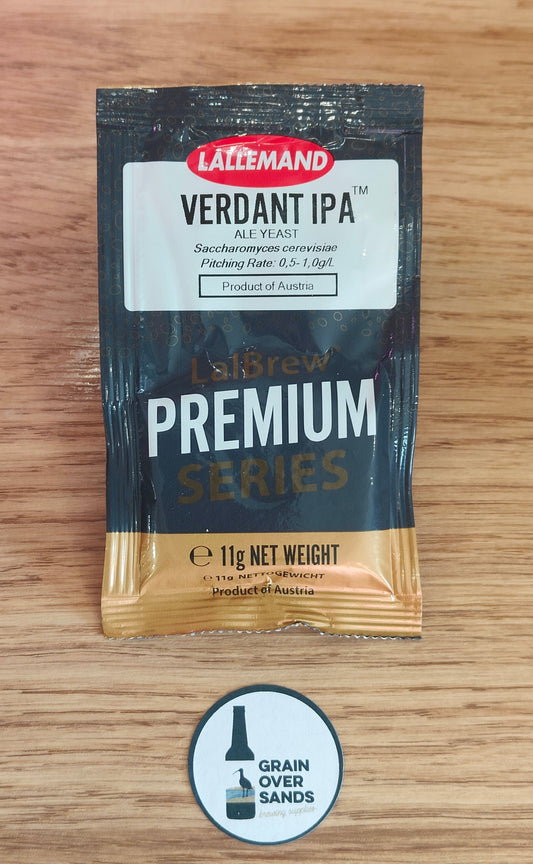 LALLEMAND
VERDANT IPA™
ALE YEAST
Saccharomyces cerevisiae
Pitching Rate: 0,5-1,0g/L
Product of Austria
LalBrew®
PREMIUM
SERIES
℮ 11g NET WEIGHT
℮ 11g NETTOGEWICHT
Product of Austria
GRAIN
OVER
SANDS
brewing supplies